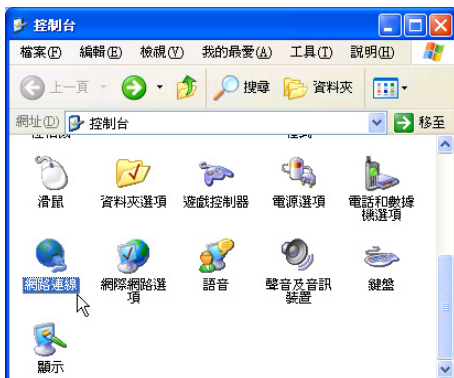 控制台
檔案(F) 編輯(E) 檢視(V) 我的最愛(A) 工具(T) 說明(H)
上一頁 搜尋 資料夾
網址(D) 控制台 移至
滑鼠 資料夾選項 遊戲控制器 電源選項 電話和數據
機選項
網路連線 網際網路選 語音 聲音及音訊 鍵盤
項 裝置
顯示